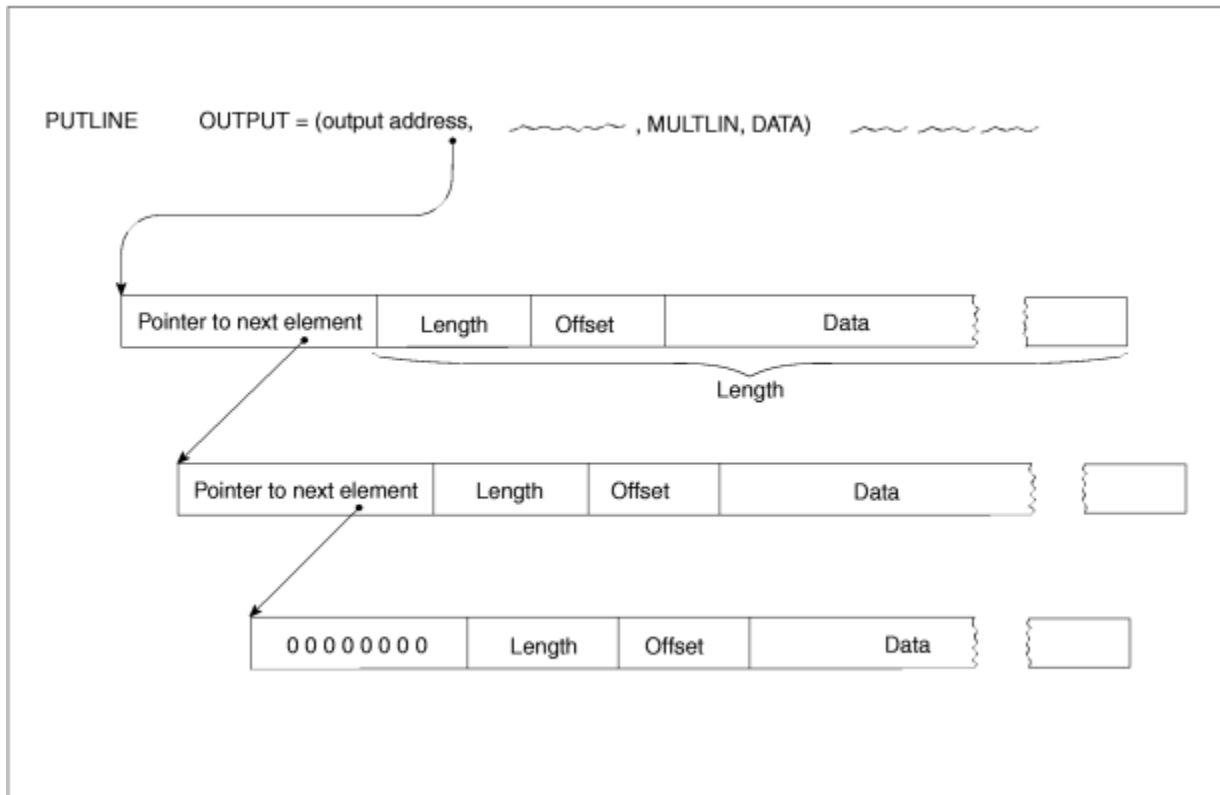 PUTLINE OUTPUT = (output address, , MULTLIN, DATA)
Pointer to next element Length Offset Data
Length
Pointer to next element Length Offset Data
0 0 0 0 0 0 0 0 Length Offset Data